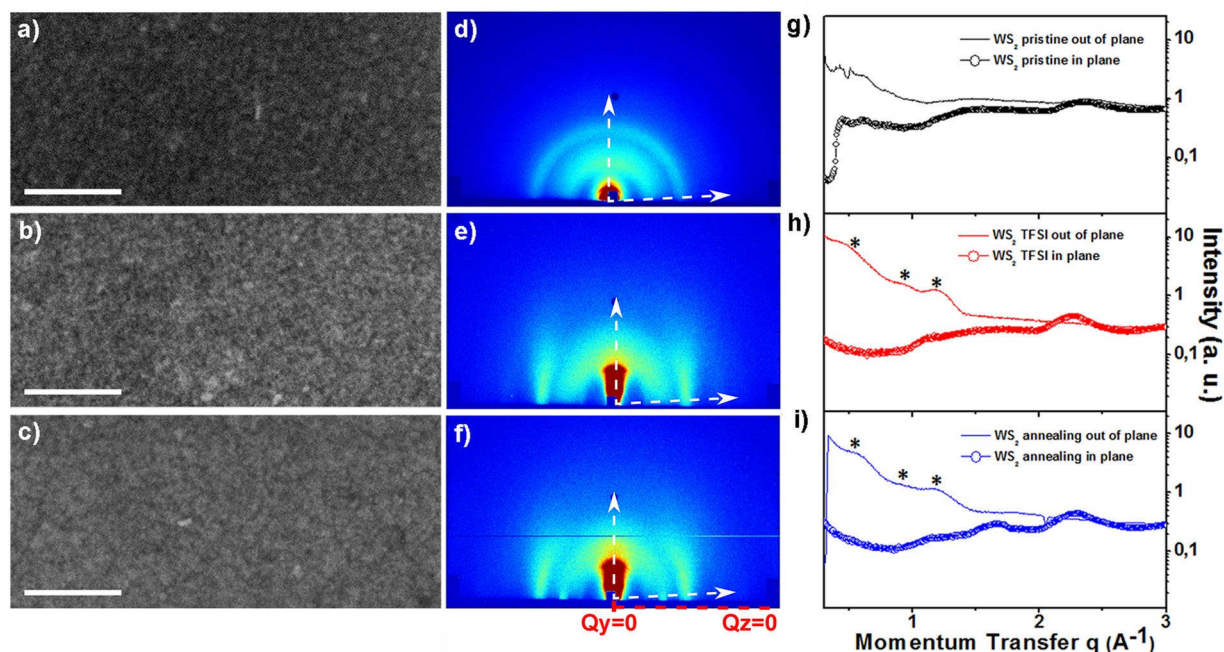 a)
b)
c)
d)
e)
f)
Qy=0 Qz=0
g)
WS2 pristine out of plane
WS2 pristine in plane
10
1
0,1
h)
WS2 TFSI out of plane
WS2 TFSI in plane
* * *
10
1
0,1
i)
WS2 annealing out of plane
WS2 annealing in plane
* * *
10
1
0,1
Intensity (a. u.)
1 2 3
Momentum Transfer q (A-1)